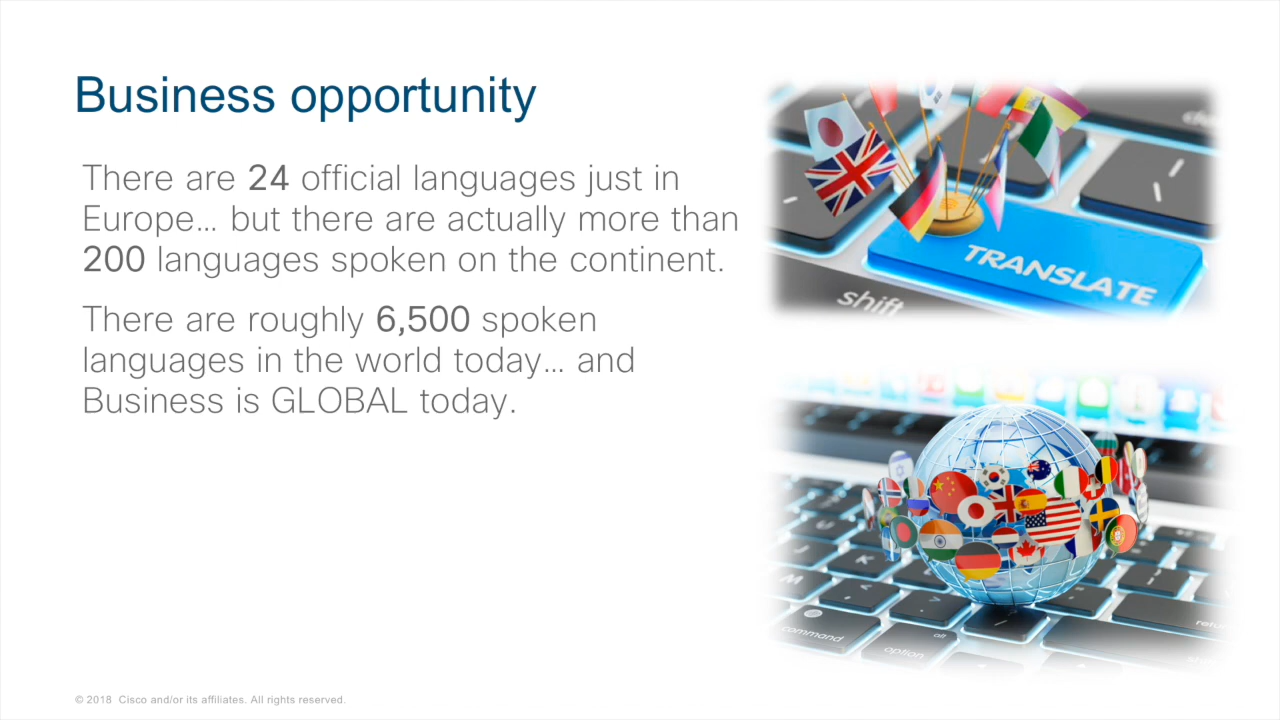 Business opportunity
There are 24 official languages just in
Europe… but there are actually more than
200 languages spoken on the continent.
There are roughly 6,500 spoken
languages in the world today… and
Business is GLOBAL today.
shift
TRANSLATE
shift
command
option
alt
© 2018 Cisco and/or its affiliates. All rights reserved.